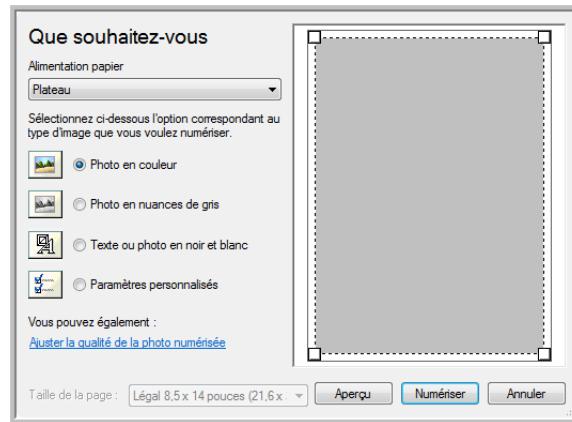 Que souhaitez-vous
Alimentation papier
Plateau
Sélectionnez ci-dessous l'option correspondant au
type d'image que vous voulez numériser.
Photo en couleur
Photo en nuances de gris
Texte ou photo en noir et blanc
Paramètres personnalisés
Vous pouvez également :
Ajuster la qualité de la photo numérisée
Taille de la page : Légal 8,5 x 14 pouces (21,6 x Aperçu Numériser Annuler